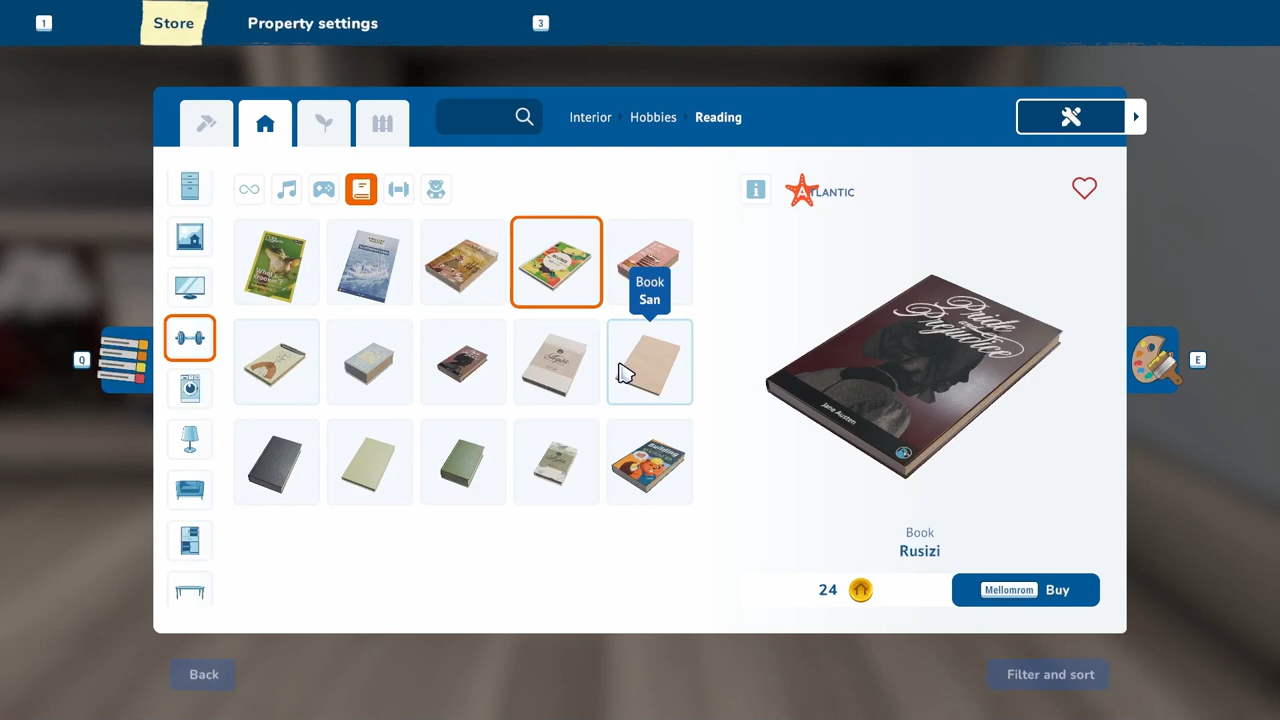 1
Store
Property settings
3
Interior
Hobbies
Reading
ATLANTIC
Book
San
Q
E
Pride
and
Prejudice
Jane Austen
Building
Book
Rusizi
24
Mellomrom
Buy
Back
Filter and sort